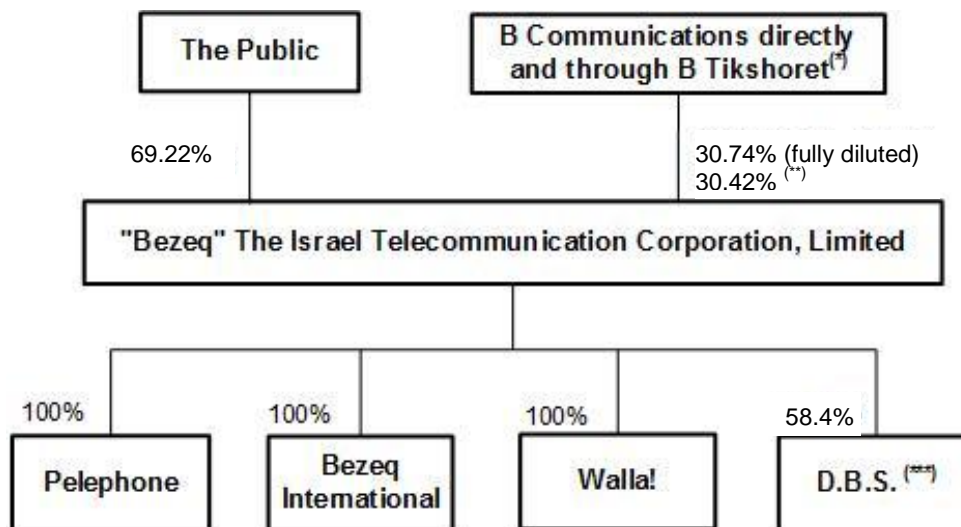 The Public
B Communications directly
and through B Tikshoret(*)
69.22%
30.74% (fully diluted)
30.42% (**)
"Bezeq" The Israel Telecommunication Corporation, Limited
100%
100%
100%
58.4%
Pelephone
Bezeq
International
Walla!
D.B.S. (***)